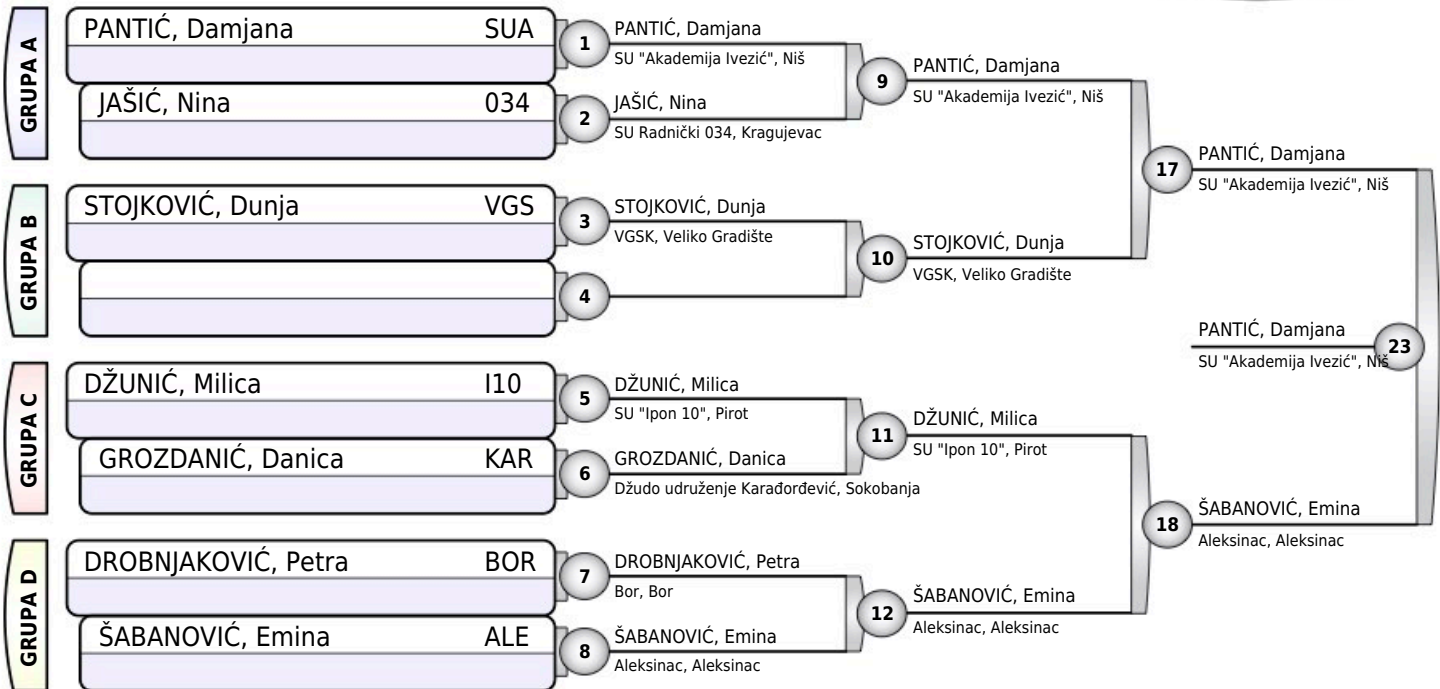 GRUPA A
PANTIĆ, Damjana SUA
JAŠIĆ, Nina 034
1
PANTIĆ, Damjana
SU "Akademija Ivezić", Niš
2
JAŠIĆ, Nina
SU Radnički 034, Kragujevac
9
PANTIĆ, Damjana
SU "Akademija Ivezić", Niš
GRUPA B
STOJKOVIĆ, Dunja VGS
3
STOJKOVIĆ, Dunja
VGSK, Veliko Gradište
4
10
STOJKOVIĆ, Dunja
VGSK, Veliko Gradište
17
PANTIĆ, Damjana
SU "Akademija Ivezić", Niš
GRUPA C
DŽUNIĆ, Milica I10
GROZDANIĆ, Danica KAR
5
DŽUNIĆ, Milica
SU "Ipon 10", Pirot
6
GROZDANIĆ, Danica
Džudo udruženje Karađorđević, Sokobanja
11
DŽUNIĆ, Milica
SU "Ipon 10", Pirot
GRUPA D
DROBNJAKOVIĆ, Petra BOR
ŠABANOVIĆ, Emina ALE
7
DROBNJAKOVIĆ, Petra
Bor, Bor
8
ŠABANOVIĆ, Emina
Aleksinac, Aleksinac
12
ŠABANOVIĆ, Emina
Aleksinac, Aleksinac
18
ŠABANOVIĆ, Emina
Aleksinac, Aleksinac
PANTIĆ, Damjana
SU "Akademija Ivezić", Niš
23